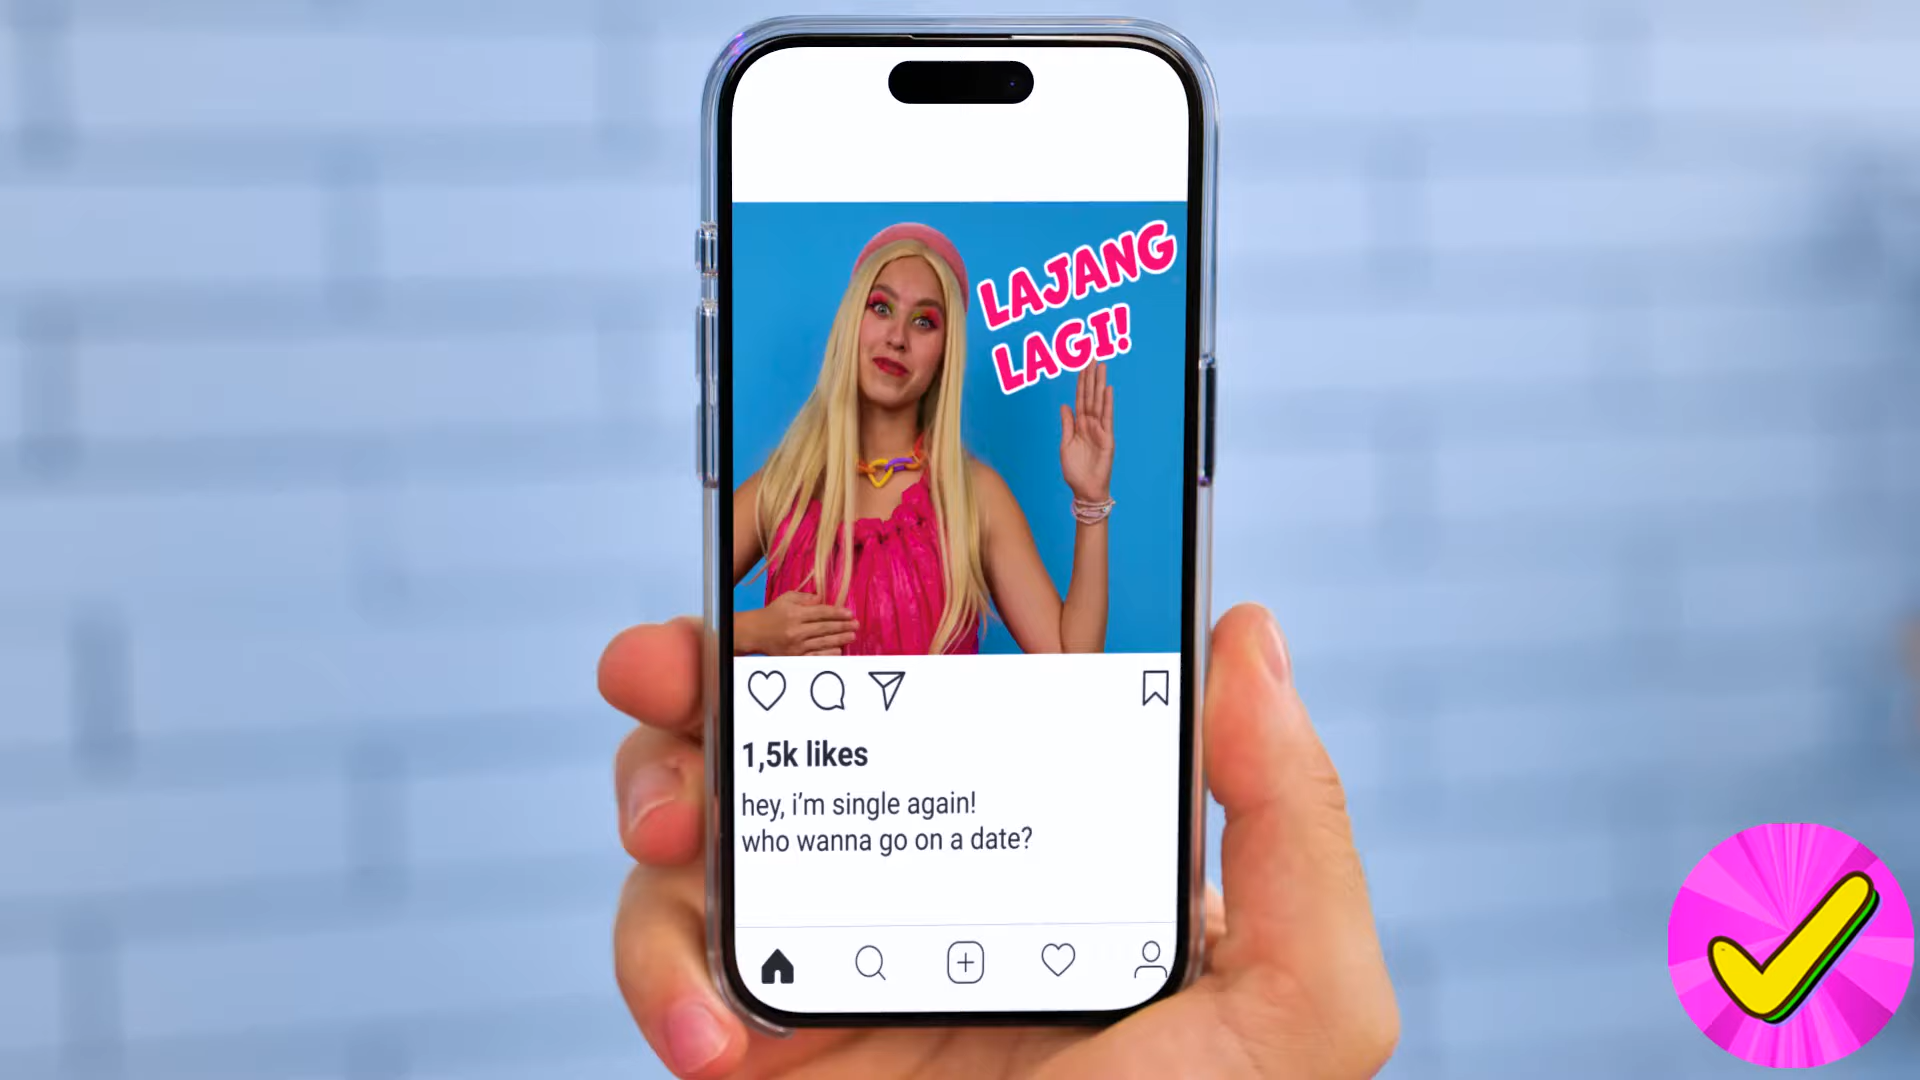 LAJANG
LAGI!
1,5k likes
hey, i'm single again!
who wanna go on a date?